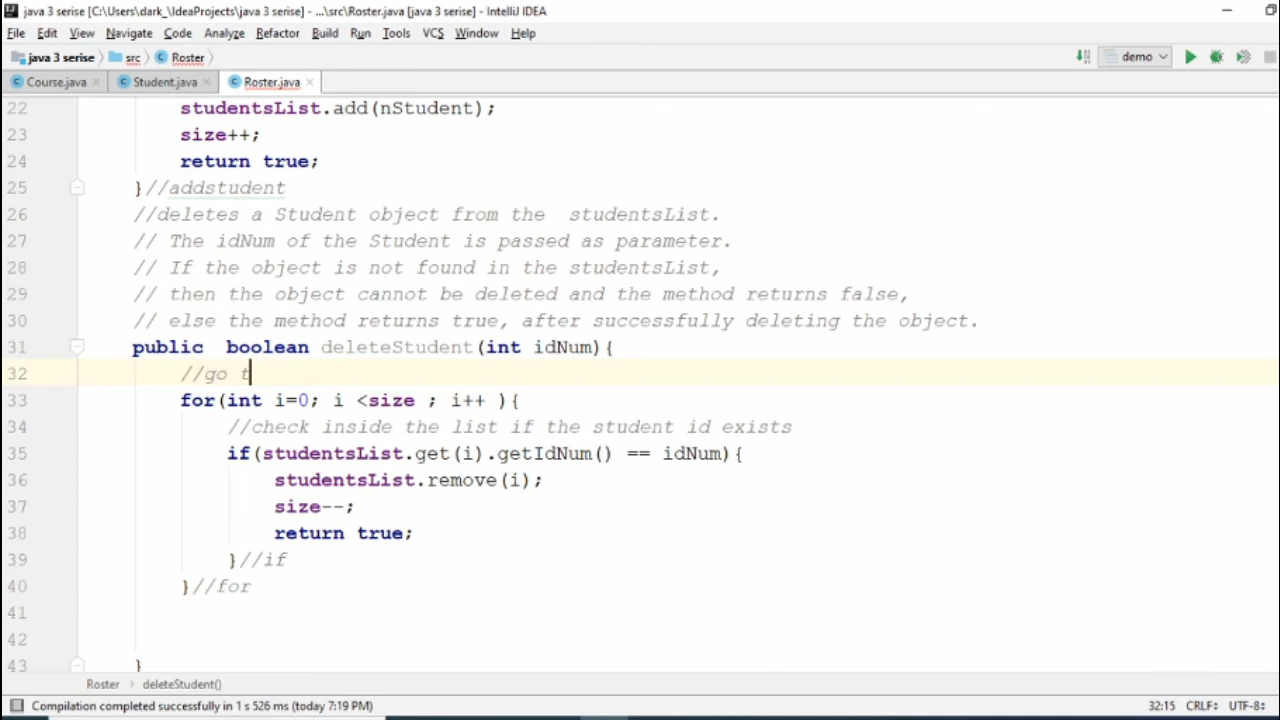 java 3 serise [C:\Users\dark_\IdeaProjects\java 3 serise] - ...\src\Roster.java [java 3 serise] - IntelliJ IDEA
File Edit View Navigate Code Analyze Refactor Build Run Tools VCS Window Help
java 3 serise src Roster demo
Course.java Student.java Roster.java
22 studentsList.add(nStudent);
23 size++;
24 return true;
25 }//addstudent
26 //deletes a Student object from the  studentsList.
27 // The idNum of the Student is passed as parameter.
28 // If the object is not found in the studentsList,
29 // then the object cannot be deleted and the method returns false,
30 // else the method returns true, after successfully deleting the object.
31 public  boolean deleteStudent(int idNum){
32 //go t
33 for(int i=0; i <size ; i++ ){
34 //check inside the list if the student id exists
35 if(studentsList.get(i).getIdNum() == idNum){
36 studentsList.remove(i);
37 size--;
38 return true;
39 }//if
40 }//for
41
42
43 }
Roster deleteStudent()
Compilation completed successfully in 1 s 526 ms (today 7:19 PM) 32:15 CRLF UTF-8